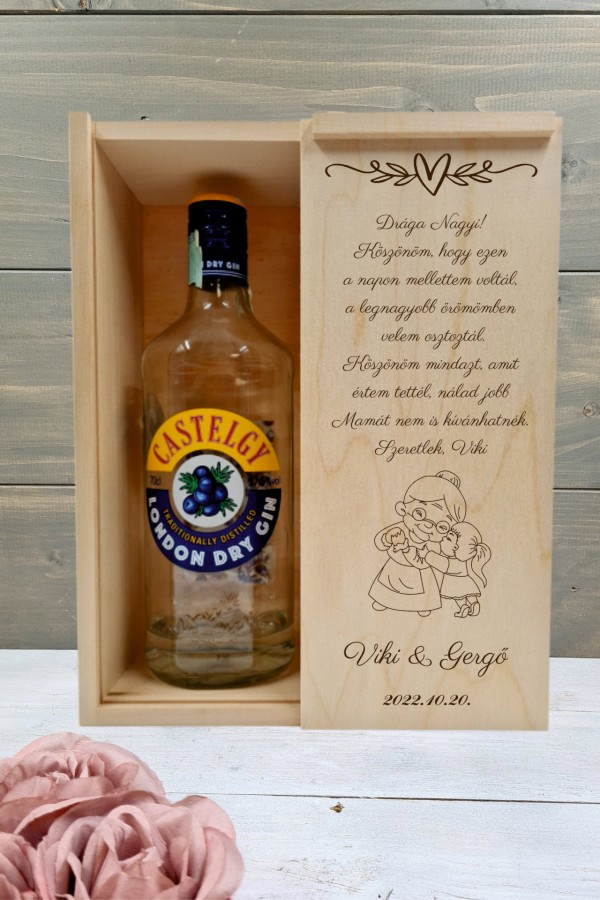 DRY GIN
CASTELGY
70cl
TRADITIONALLY DISTILLED
LONDON DRY GIN
Drága Nagyi!
Köszönöm, hogy ezen
a napon mellettem voltál,
a legnagyobb örömömben
velem osztoztál.
Köszönöm mindazt, amit
értem tettél, nálad jobb
Mamát nem is kívánhatnék.
Szeretlek, Viki
Viki & Gergő
2022.10.20.